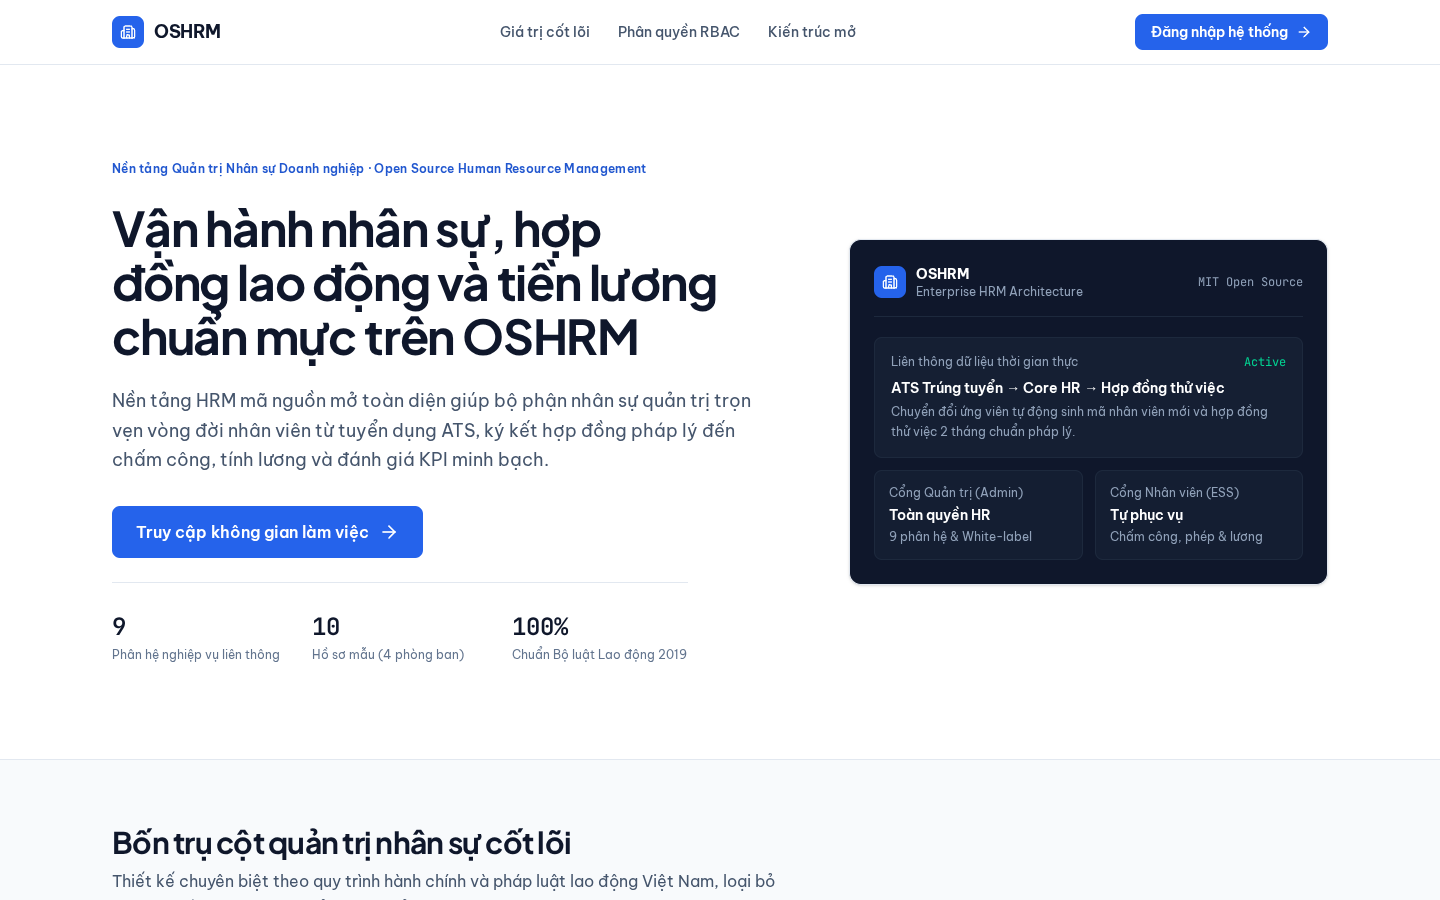 OSHRM
Giá trị cốt lõi
Phân quyền RBAC
Kiến trúc mở
Đăng nhập hệ thống
Nền tảng Quản trị Nhân sự Doanh nghiệp · Open Source Human Resource Management
Vận hành nhân sự, hợp
đồng lao động và tiền lương
chuẩn mực trên OSHRM
Nền tảng HRM mã nguồn mở toàn diện giúp bộ phận nhân sự quản trị trọn
vẹn vòng đời nhân viên từ tuyển dụng ATS, ký kết hợp đồng pháp lý đến
chấm công, tính lương và đánh giá KPI minh bạch.
Truy cập không gian làm việc
9
Phân hệ nghiệp vụ liên thông
10
Hồ sơ mẫu (4 phòng ban)
100%
Chuẩn Bộ luật Lao động 2019
OSHRM
Enterprise HRM Architecture
MIT Open Source
Liên thông dữ liệu thời gian thực
Active
ATS Trúng tuyển → Core HR → Hợp đồng thử việc
Chuyển đổi ứng viên tự động sinh mã nhân viên mới và hợp đồng
thử việc 2 tháng chuẩn pháp lý.
Cổng Quản trị (Admin)
Toàn quyền HR
9 phân hệ & White-label
Cổng Nhân viên (ESS)
Tự phục vụ
Chấm công, phép & lương
Bốn trụ cột quản trị nhân sự cốt lõi
Thiết kế chuyên biệt theo quy trình hành chính và pháp luật lao động Việt Nam, loại bỏ